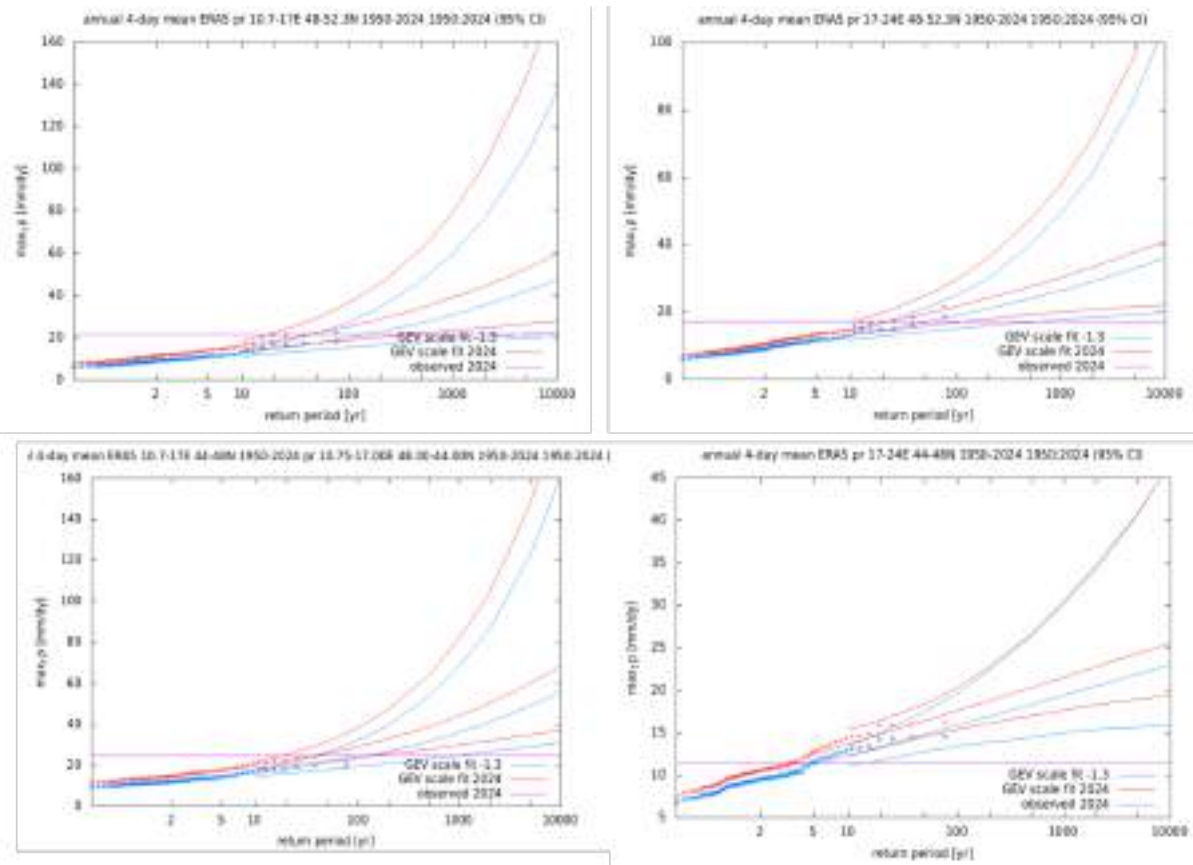 annual 4-day mean ERA5 pr 10.7-17E 48-52.3N 1950-2024 1950:2024 (95% CI)
160
140
120
100
80
60
40
20
0
2
5
10
100
1000
10000
return period [yr]
GEV scale fit -1.3
GEV scale fit 2024
observed 2024
annual 4-day mean ERA5 pr 17-24E 48-52.3N 1950-2024 1950:2024 (95% CI)
100
80
60
40
20
0
2
5
10
100
1000
10000
return period [yr]
GEV scale fit -1.3
GEV scale fit 2024
observed 2024
l 4-day mean ERA5 10.7-17E 44-48N 1950-2024 pr 10.75-17.00E 48.00-44.00N 1950-2024 1950:2024 (
160
140
120
100
80
60
40
20
0
2
5
10
100
1000
10000
return period [yr]
GEV scale fit -1.3
GEV scale fit 2024
observed 2024
annual 4-day mean ERA5 pr 17-24E 44-48N 1950-2024 1950:2024 (95% CI)
45
40
35
30
25
20
15
10
5
2
5
10
100
1000
10000
return period [yr]
GEV scale fit -1.3
GEV scale fit 2024
observed 2024